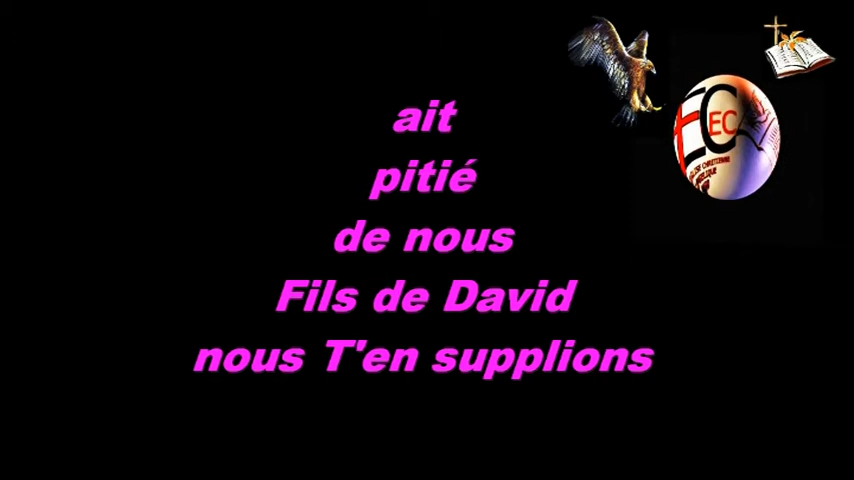 ait
pitié
de nous
Fils de David
nous T'en supplions
EC